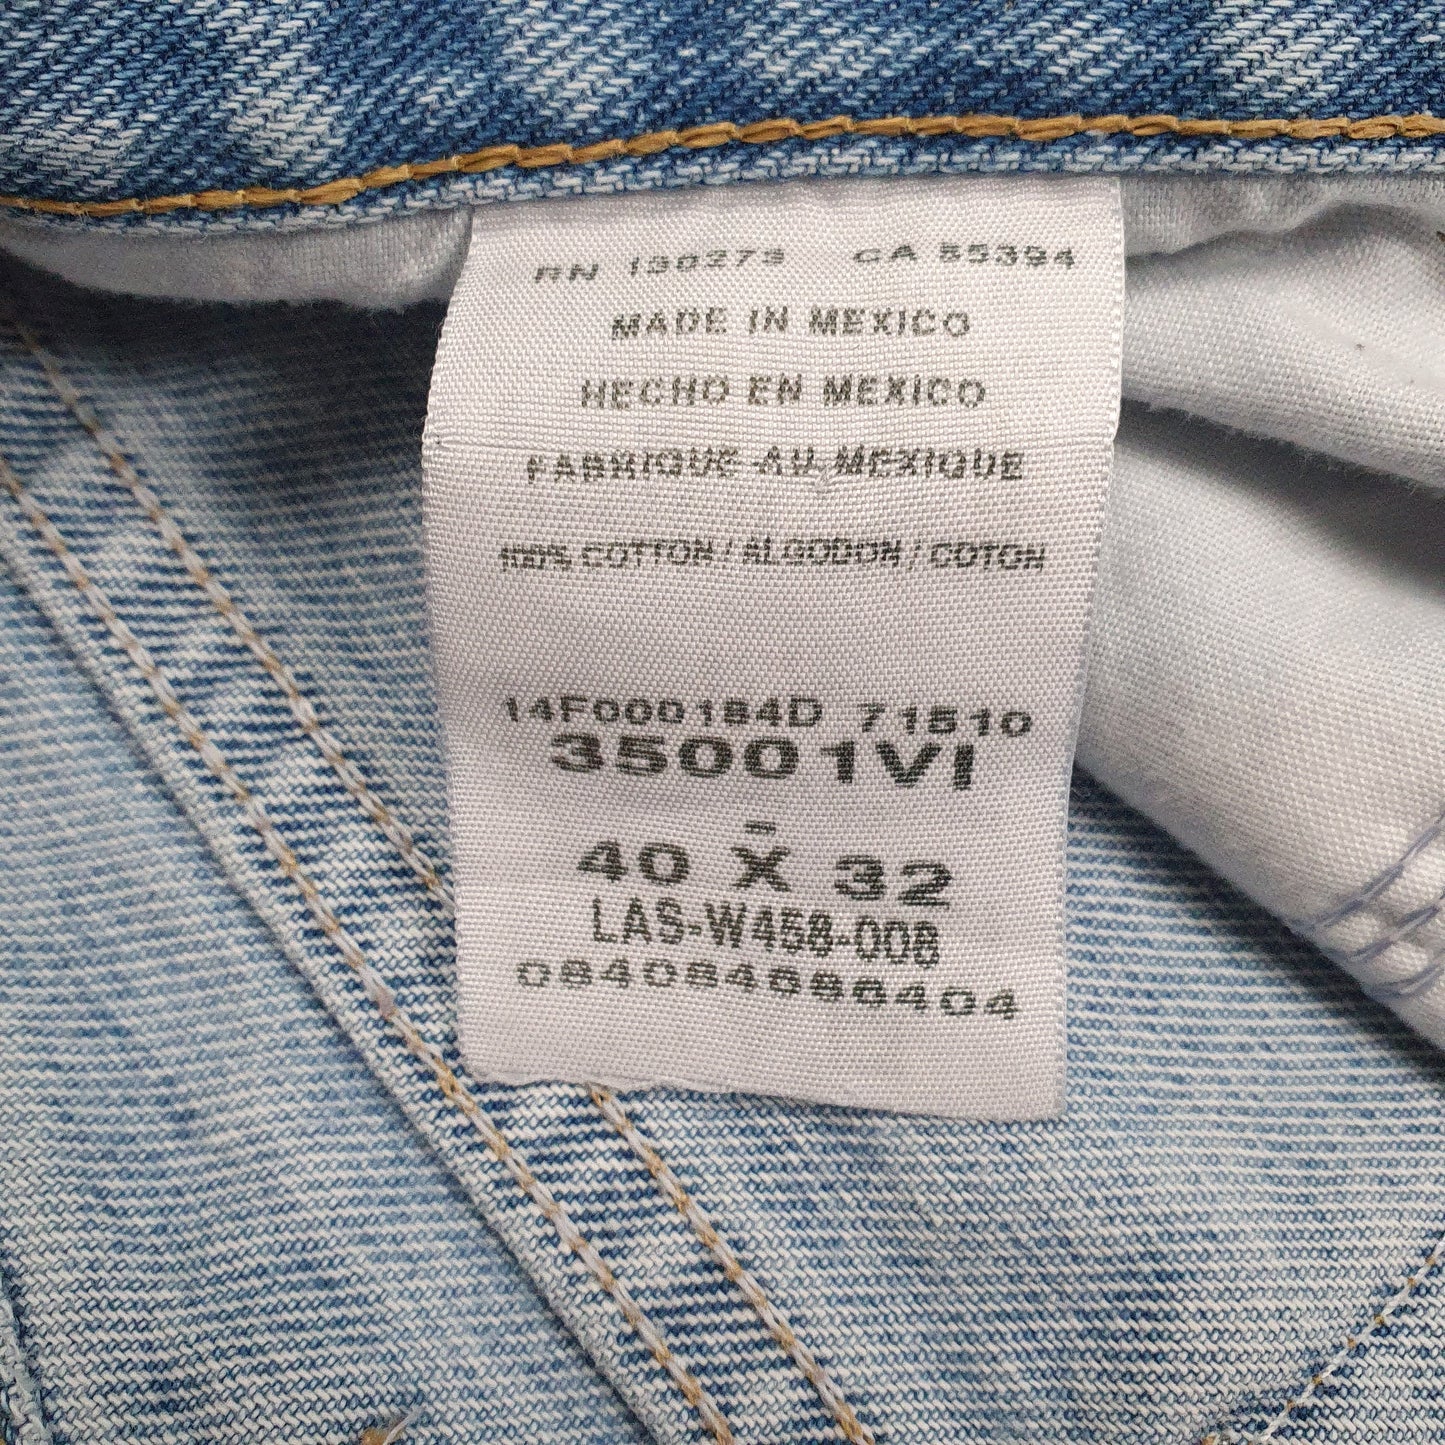 RN 130273 CA 55394
MADE IN MEXICO
HECHO EN MEXICO
FABRIQUE AU MEXIQUE
100% COTTON / ALGODON / COTON
14F000184D 71510
35001VI
-
40 X 32
LAS-W458-008
084084686404